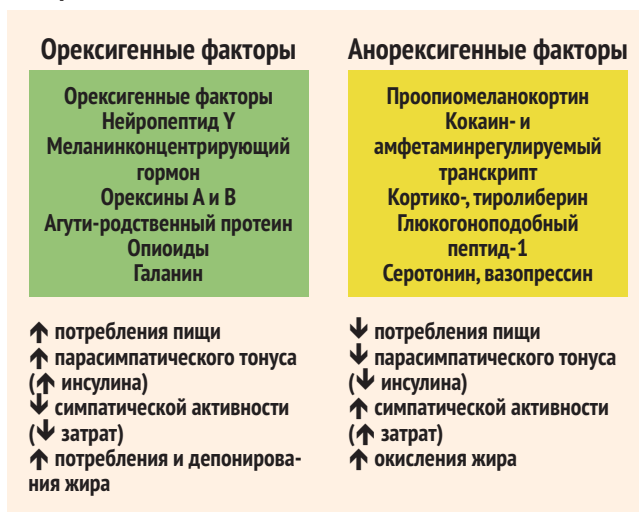 Орексигенные факторы
Орексигенные факторы
Нейропептид Y
Меланинконцентрирующий
гормон
Орексины А и В
Агути-родственный протеин
Опиоиды
Галанин
↑ потребления пищи
↑ парасимпатического тонуса
(↑ инсулина)
↓ симпатической активности
(↓ затрат)
↑ потребления и депонирова-
ния жира
Анорексигенные факторы
Проопиомеланокортин
Кокаин- и
амфетаминрегулируемый
транскрипт
Кортико-, тиролиберин
Глюкогоноподобный
пептид-1
Серотонин, вазопрессин
↓ потребления пищи
↓ парасимпатического тонуса
(↓ инсулина)
↑ симпатической активности
(↑ затрат)
↑ окисления жира